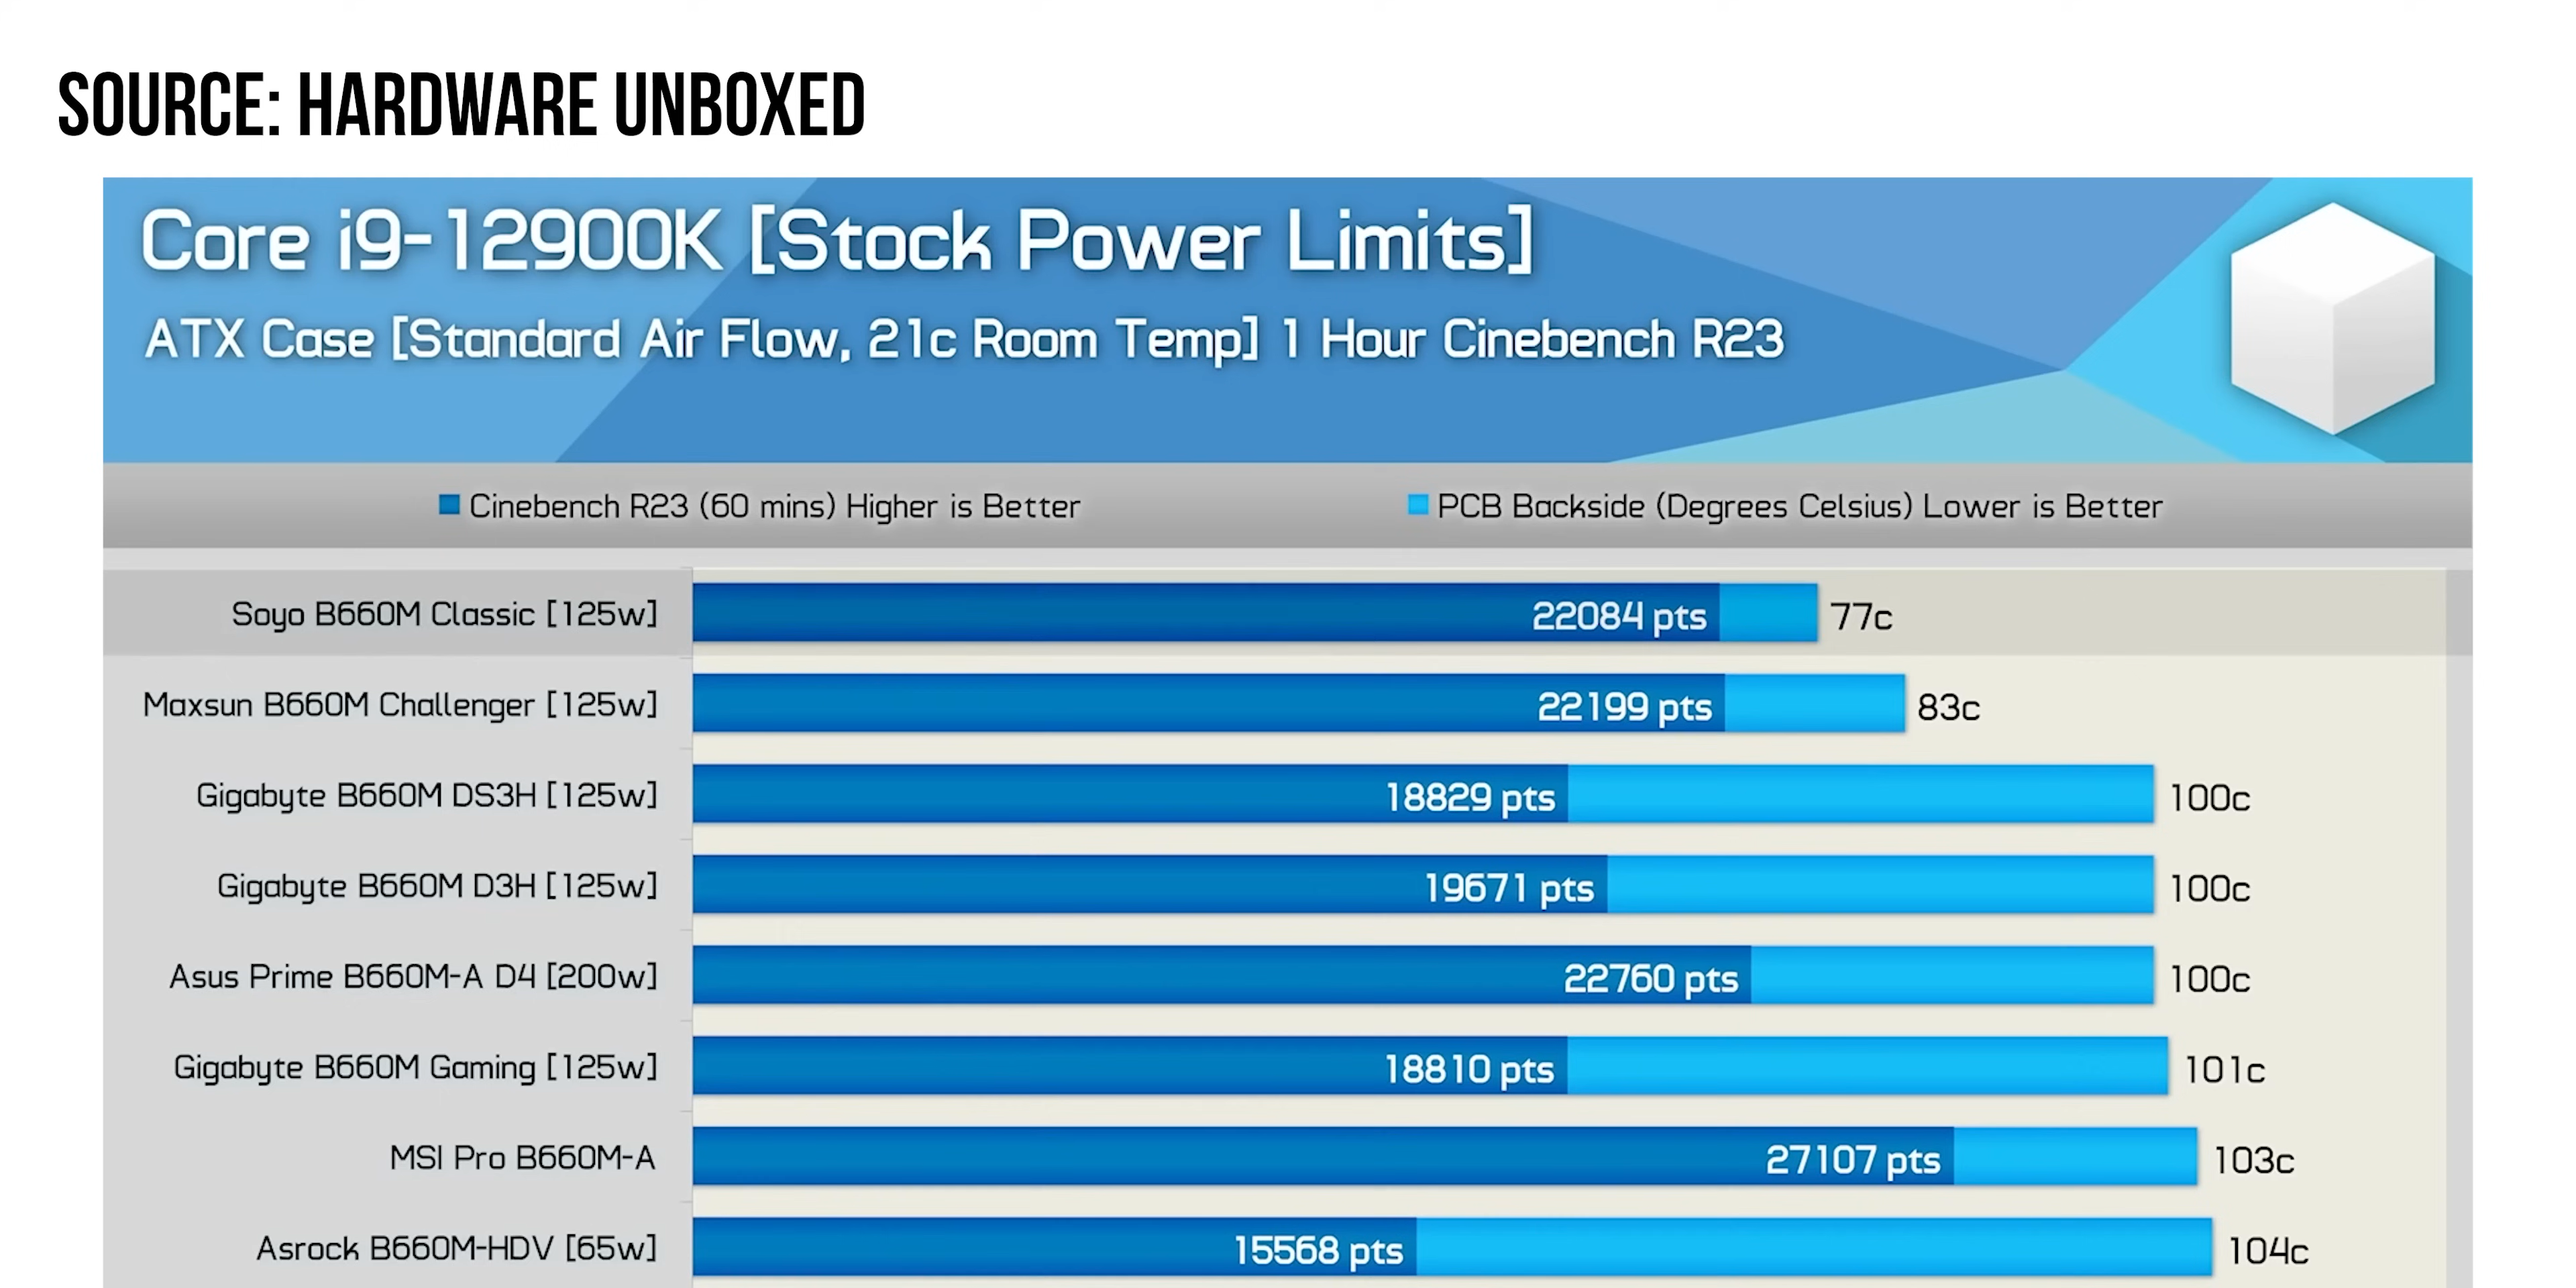 SOURCE: HARDWARE UNBOXED
Core i9-12900K [Stock Power Limits]
ATX Case [Standard Air Flow, 21c Room Temp] 1 Hour Cinebench R23
Cinebench R23 (60 mins) Higher is Better
PCB Backside (Degrees Celsius) Lower is Better
Soyo B660M Classic [125w] 22084 pts 77c
Maxsun B660M Challenger [125w] 22199 pts 83c
Gigabyte B660M DS3H [125w] 18829 pts 100c
Gigabyte B660M D3H [125w] 19671 pts 100c
Asus Prime B660M-A D4 [200w] 22760 pts 100c
Gigabyte B660M Gaming [125w] 18810 pts 101c
MSI Pro B660M-A 27107 pts 103c
Asrock B660M-HDV [65w] 15568 pts 104c